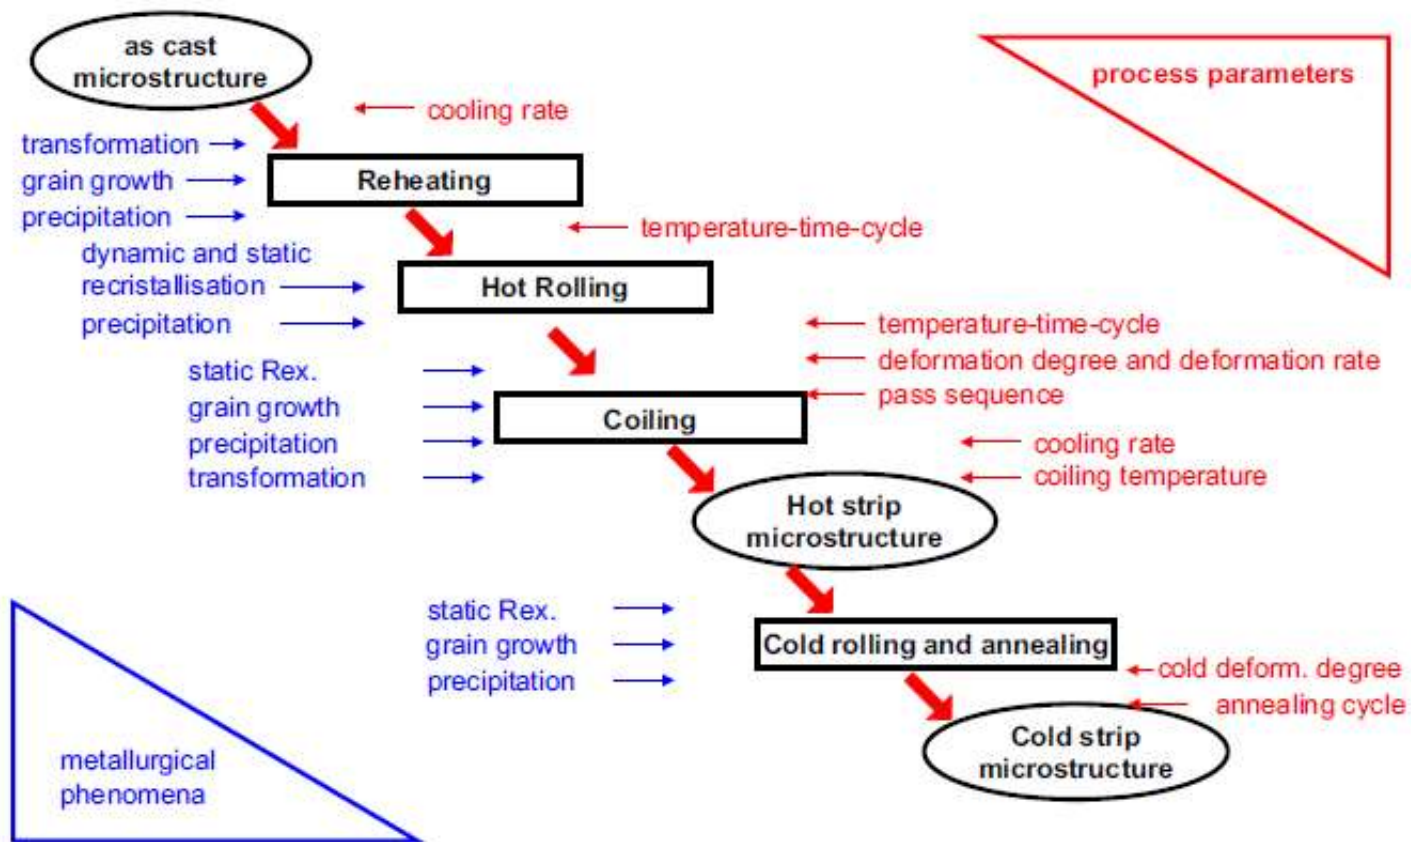 as cast
microstructure
process parameters
cooling rate
transformation
grain growth
precipitation
Reheating
temperature-time-cycle
dynamic and static
recristallisation
precipitation
Hot Rolling
temperature-time-cycle
deformation degree and deformation rate
pass sequence
static Rex.
grain growth
precipitation
transformation
Coiling
cooling rate
coiling temperature
Hot strip
microstructure
static Rex.
grain growth
precipitation
Cold rolling and annealing
cold deform. degree
annealing cycle
Cold strip
microstructure
metallurgical
phenomena